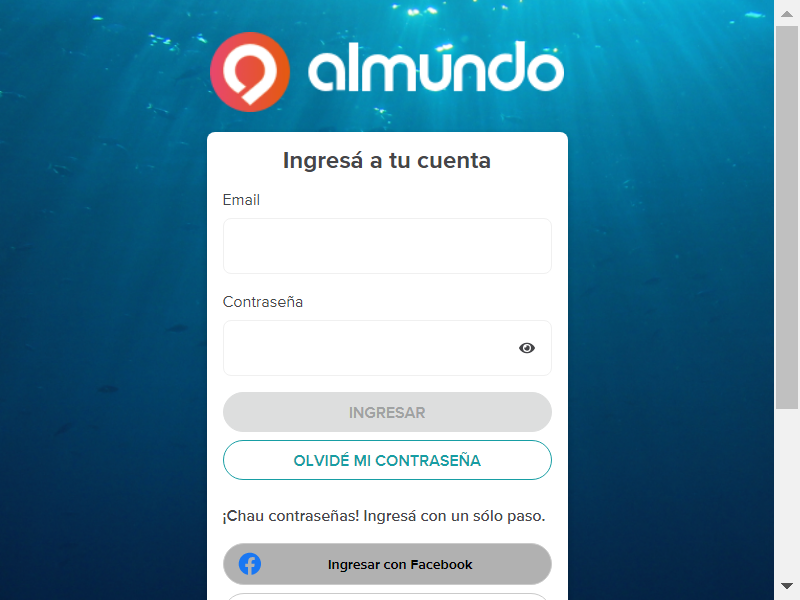 almundo
Ingresá a tu cuenta
Email
Contraseña
INGRESAR
OLVIDÉ MI CONTRASEÑA
¡Chau contraseñas! Ingresá con un sólo paso.
Ingresar con Facebook